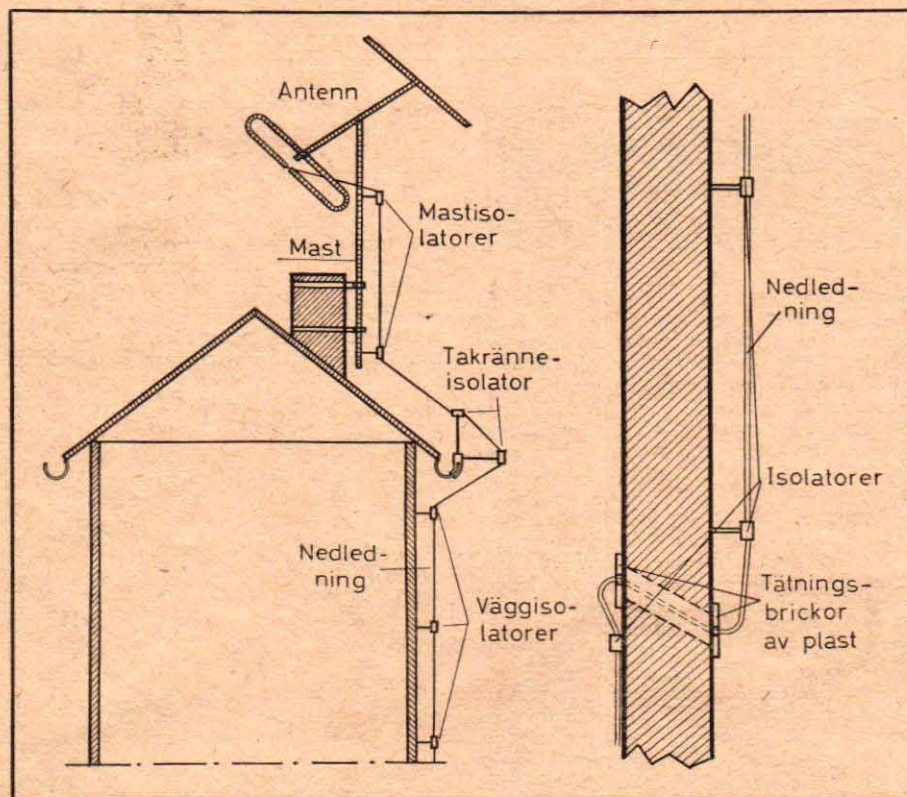 Antenn
Mastiso-
latorer
Mast
Takränne-
isolator
Nedled-
ning
Väggiso-
latorer
Nedled-
ning
Isolatorer
Tätnings-
brickor
av plast